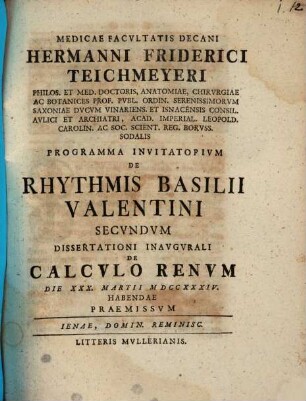 MEDICAE FACVLTATIS DECANI
HERMANNI FRIDERICI
TEICHMEYERI
PHILOS. ET MED. DOCTORIS, ANATOMIAE, CHIRVRGIAE
AC BOTANICES PROF. PVBL. ORDIN. SERENISSIMORVM
SAXONIAE DVCVM VINARIENS. ET ISNACENSIS CONSIL.
AVLICI ET ARCHIATRI, ACAD. IMPERIAL. LEOPOLD.
CAROLIN. AC SOC. SCIENT. REG. BORVSS.
SODALIS
PROGRAMMA INVITATORIVM
DE
RHYTHMIS BASILII
VALENTINI
SECVNDVM
DISSERTATIONI INAVGVRALI
DE
CALCVLO RENVM
DIE XXX. MARTII MDCCXXXIV.
HABENDAE
PRAEMISSVM
IENAE, DOMIN. REMINISC.
LITTERIS MVLLERIANIS.